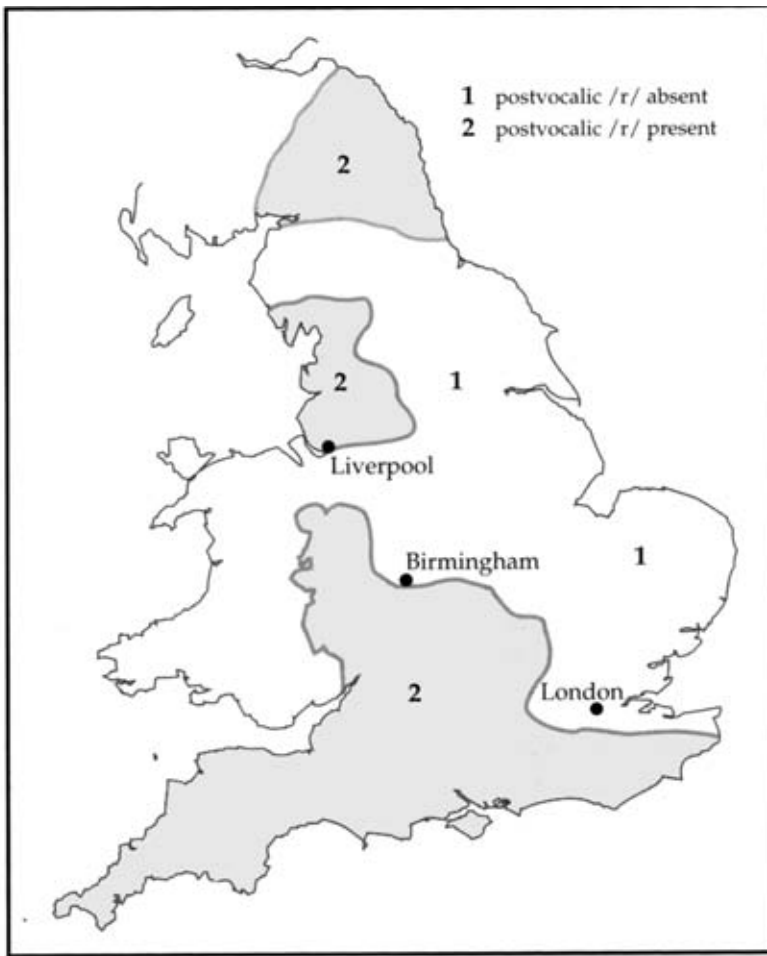 1 postvocalic /r/ absent
2 postvocalic /r/ present
2
2
1
Liverpool
Birmingham
1
2
London